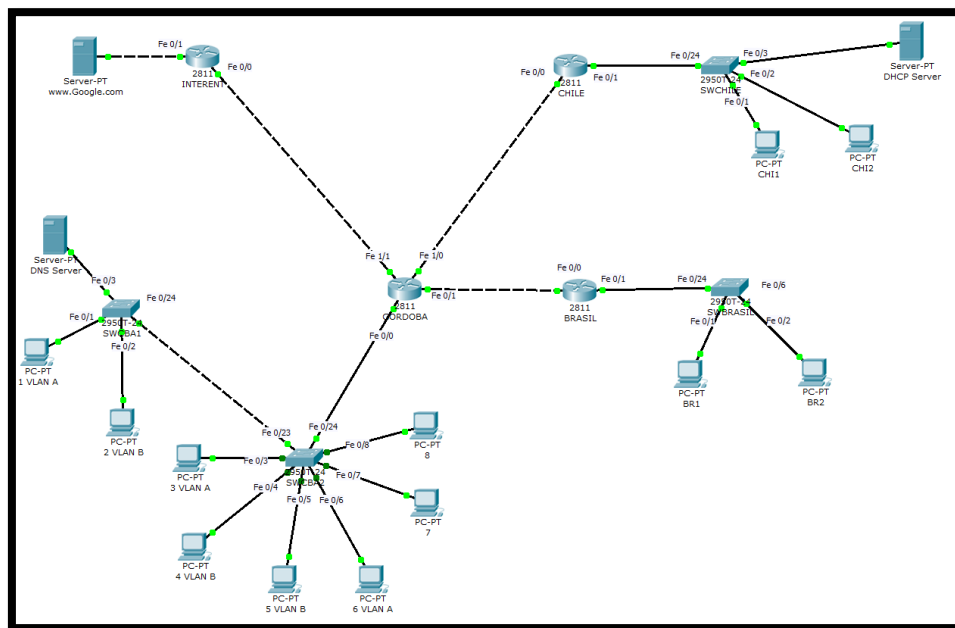 Fe 0/1
Server-PT
www.Google.com
Fe 0/0
2811
INTERENT
Fe 0/0
2811
CHILE
Fe 0/1
Fe 0/24
2950T-24
SWCHILE
Fe 0/3
Fe 0/2
Fe 0/1
Server-PT
DHCP Server
PC-PT
CHI1
PC-PT
CHI2
Server-PT
DNS Server
Fe 0/3
Fe 0/24
2950T-24
SWCBA1
Fe 0/1
Fe 0/2
PC-PT
1 VLAN A
PC-PT
2 VLAN B
Fe 1/1
Fe 1/0
Fe 0/1
2811
CORDOBA
Fe 0/0
Fe 0/0
Fe 0/1
2811
BRASIL
Fe 0/24
Fe 0/6
2950T-24
SWBRASIL
Fe 0/1
Fe 0/2
PC-PT
BR1
PC-PT
BR2
Fe 0/23
Fe 0/24
Fe 0/8
Fe 0/3
2950T-24
SWCBA2
Fe 0/7
Fe 0/4
Fe 0/5
Fe 0/6
PC-PT
8
PC-PT
3 VLAN A
PC-PT
7
PC-PT
4 VLAN B
PC-PT
5 VLAN B
PC-PT
6 VLAN A